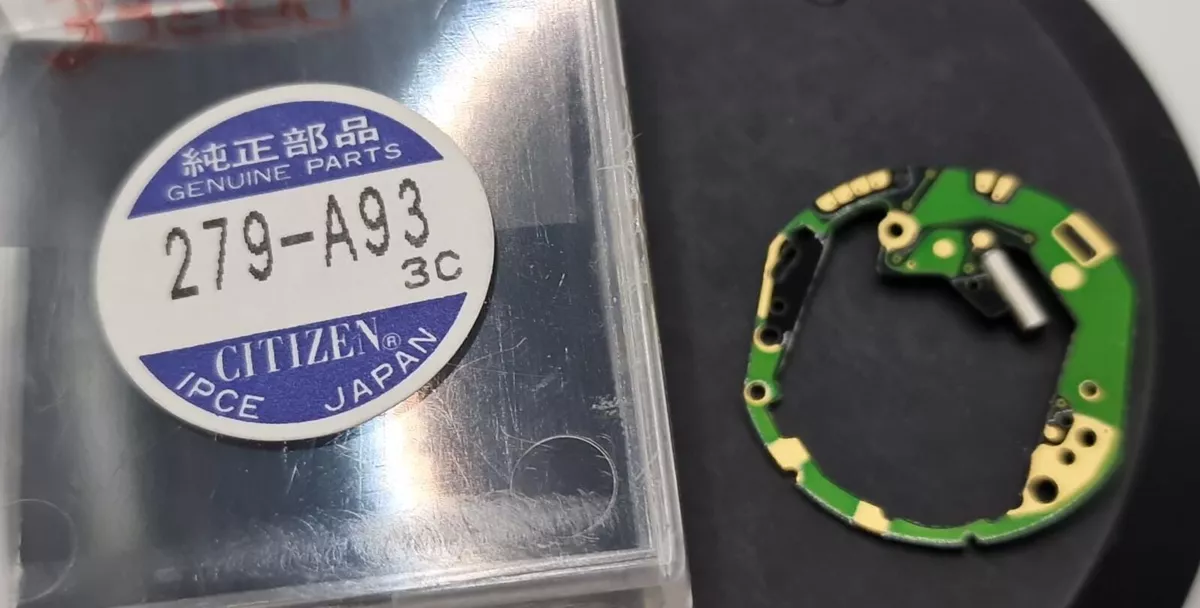 純正部品
GENUINE PARTS
279-A93
3C
CITIZEN®
IPCE JAPAN